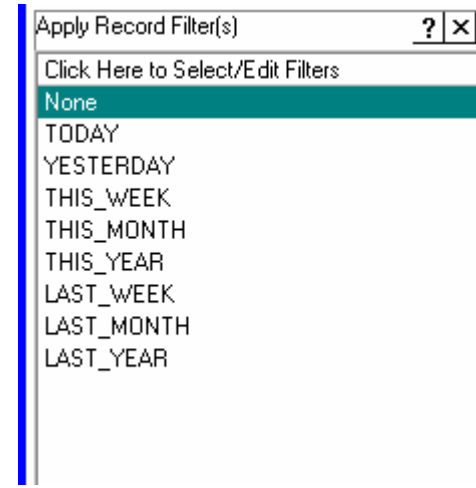 Apply Record Filter(s) ? ×
Click Here to Select/Edit Filters
None
TODAY
YESTERDAY
THIS_WEEK
THIS_MONTH
THIS_YEAR
LAST_WEEK
LAST_MONTH
LAST_YEAR